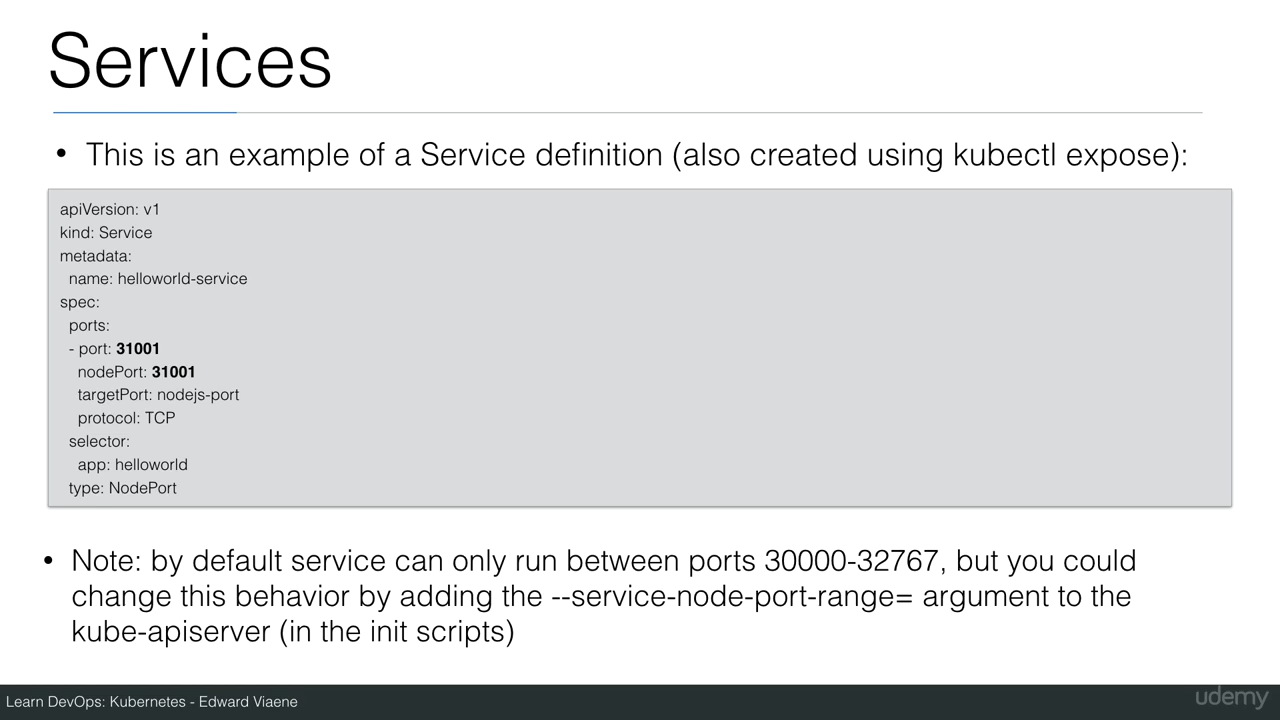 Services
• This is an example of a Service definition (also created using kubectl expose):
apiVersion: v1
kind: Service
metadata:
  name: helloworld-service
spec:
  ports:
  - port: 31001
    nodePort: 31001
    targetPort: nodejs-port
    protocol: TCP
  selector:
    app: helloworld
  type: NodePort
• Note: by default service can only run between ports 30000-32767, but you could
change this behavior by adding the --service-node-port-range= argument to the
kube-apiserver (in the init scripts)
Learn DevOps: Kubernetes - Edward Viaene
udemy